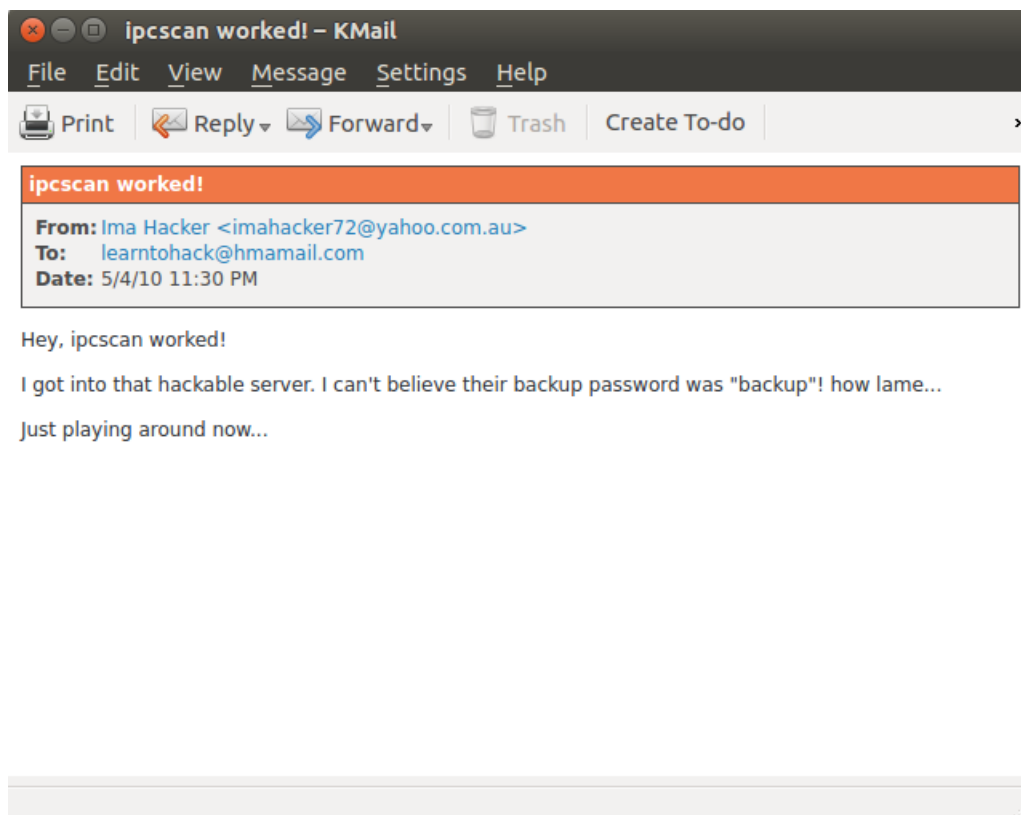 ipcscan worked! – KMail
File Edit View Message Settings Help
Print Reply Forward Trash Create To-do
ipcscan worked!
From: Ima Hacker <imahacker72@yahoo.com.au>
To: learntohack@hmamail.com
Date: 5/4/10 11:30 PM
Hey, ipcscan worked!
I got into that hackable server. I can't believe their backup password was "backup"! how lame...
Just playing around now...